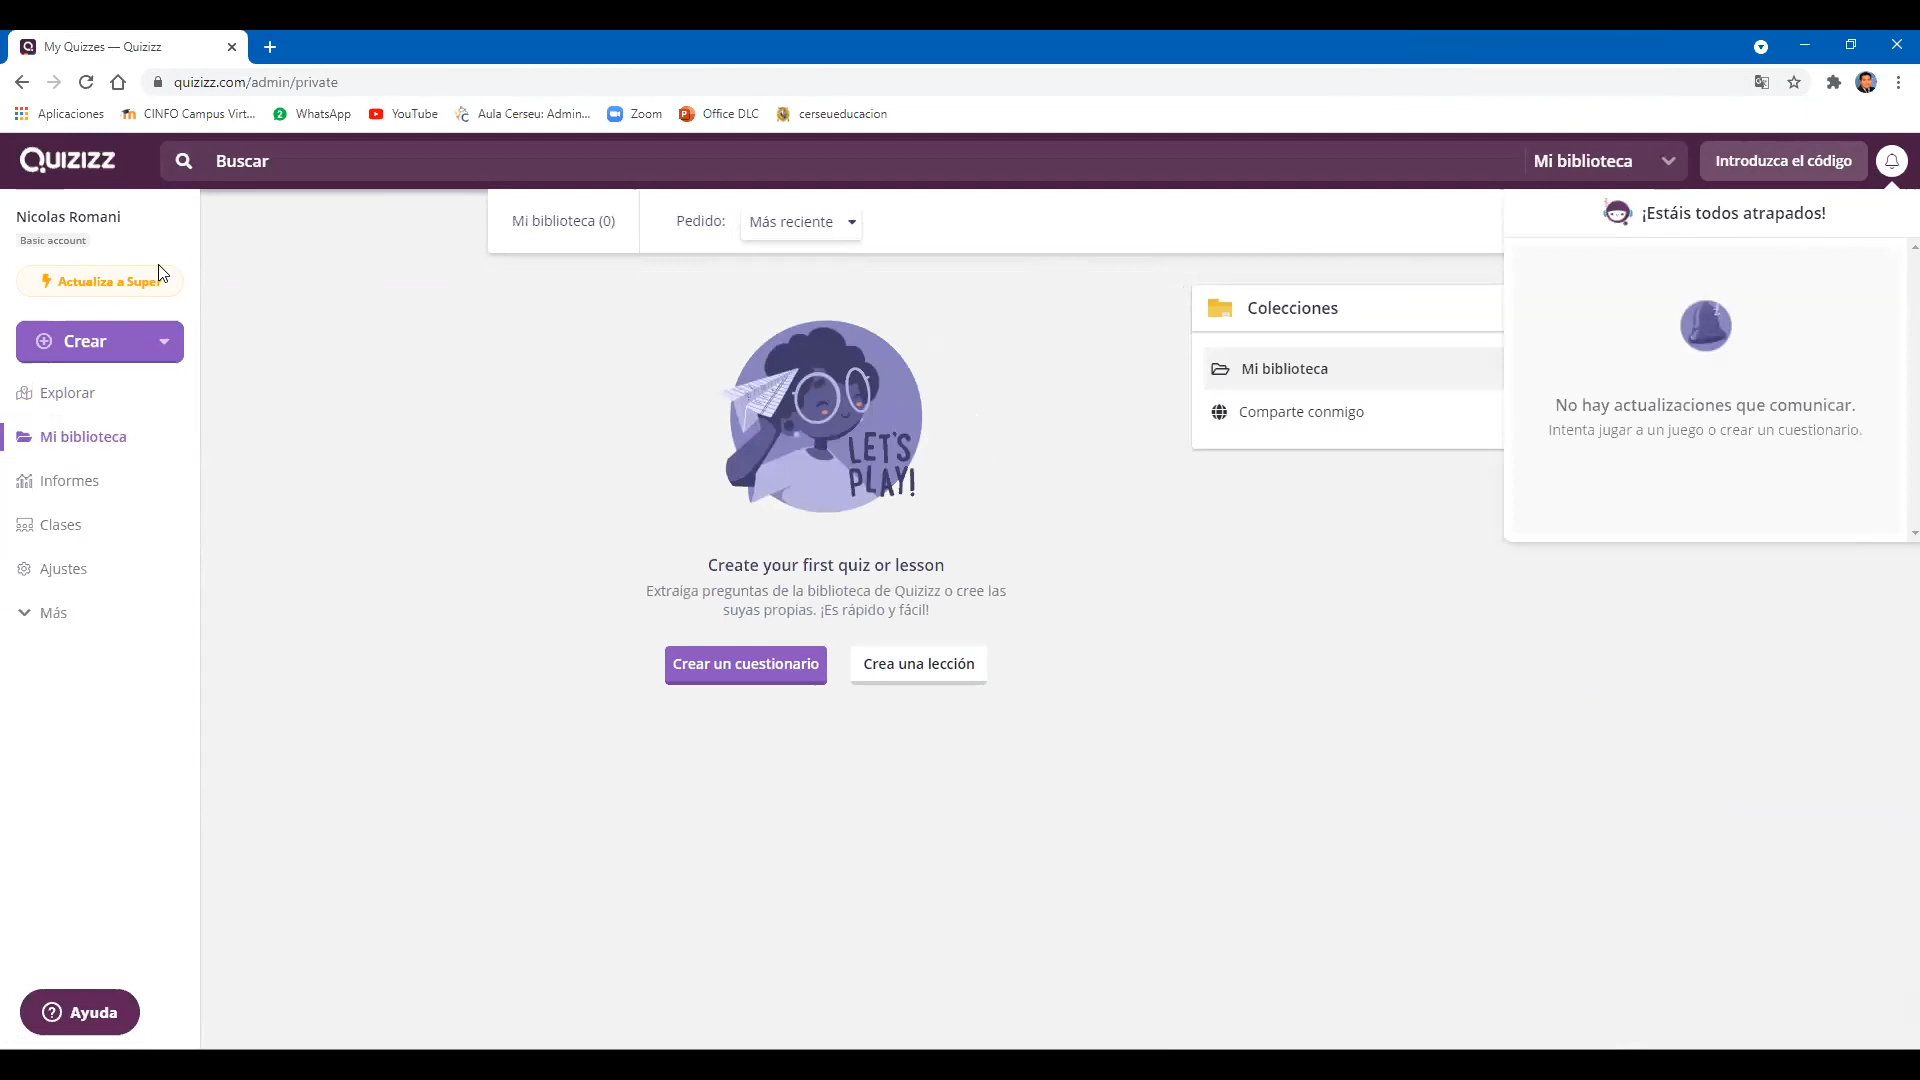 My Quizzes — Quizizz
quizizz.com/admin/private
Aplicaciones
CINFO Campus Virt...
2
WhatsApp
YouTube
Aula Cerseu: Admin...
Zoom
Office DLC
cerseueducacion
QUIZIZZ
Buscar
Mi biblioteca
Introduzca el código
Nicolas Romani
Basic account
Actualiza a Super
Crear
Explorar
Mi biblioteca
Informes
Clases
Ajustes
Más
Ayuda
Mi biblioteca (0)
Pedido:
Más reciente
LET'S
PLAY!
Create your first quiz or lesson
Extraiga preguntas de la biblioteca de Quizizz o cree las
suyas propias. ¡Es rápido y fácil!
Crear un cuestionario
Crea una lección
Colecciones
Mi biblioteca
Comparte conmigo
¡Estáis todos atrapados!
No hay actualizaciones que comunicar.
Intenta jugar a un juego o crear un cuestionario.